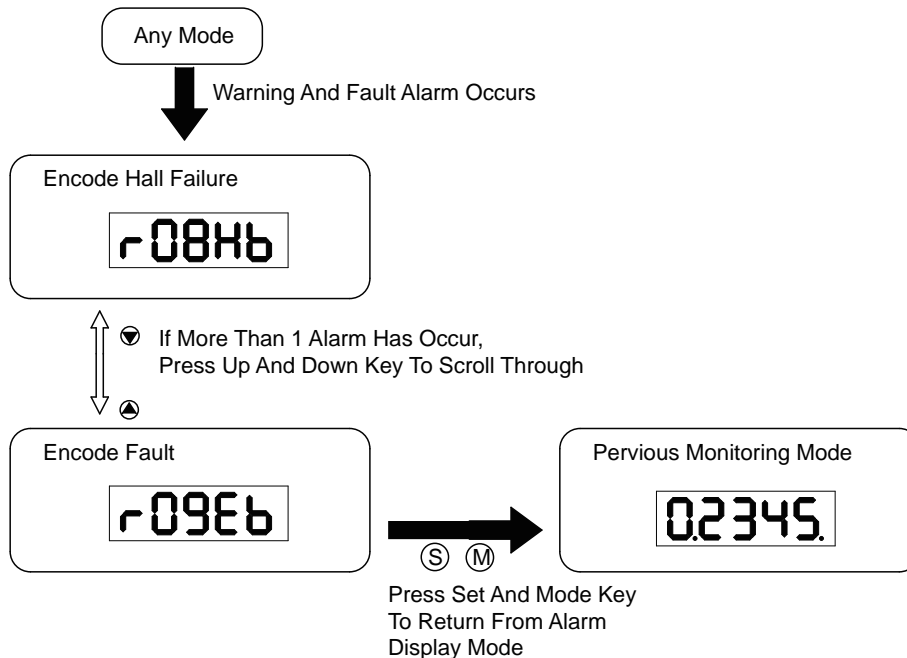 Any Mode
Warning And Fault Alarm Occurs
Encode Hall Failure
r08Hb
If More Than 1 Alarm Has Occur,
Press Up And Down Key To Scroll Through
Encode Fault
r09Eb
Pervious Monitoring Mode
0.2345.
S M
Press Set And Mode Key
To Return From Alarm
Display Mode